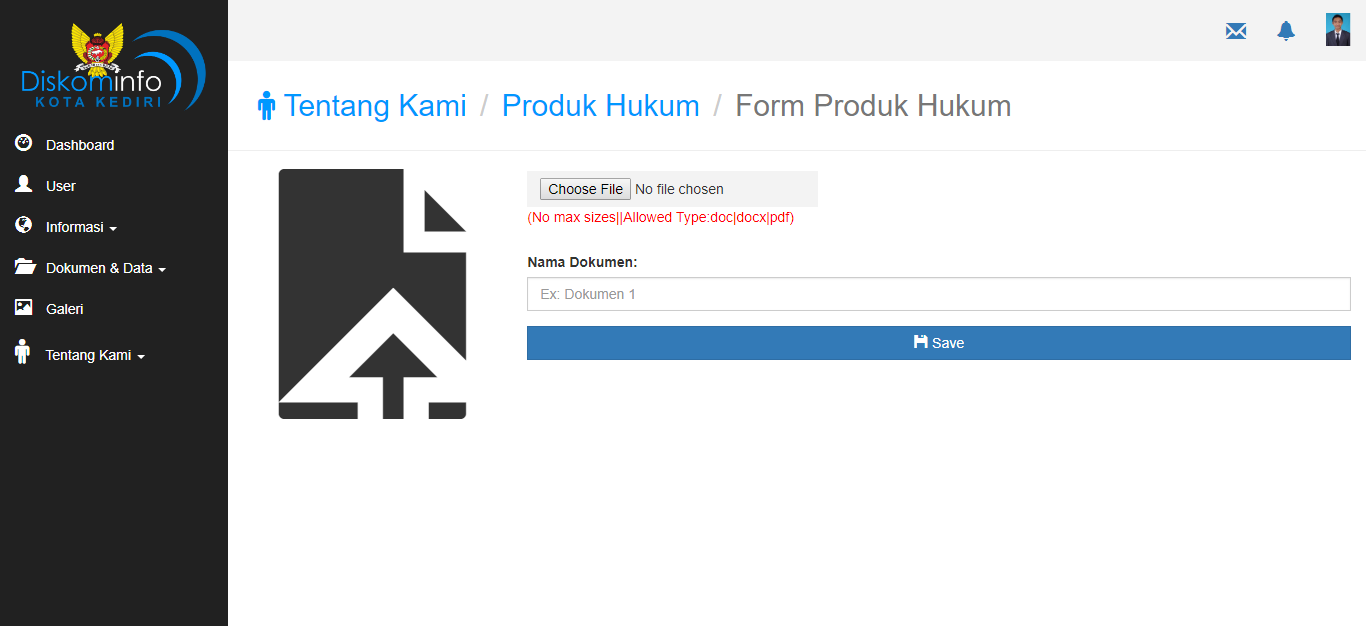 Diskominfo
KOTA KEDIRI
Dashboard
User
Informasi
Dokumen & Data
Galeri
Tentang Kami
Tentang Kami / Produk Hukum / Form Produk Hukum
Choose File No file chosen
(No max sizes||Allowed Type:doc|docx|pdf)
Nama Dokumen:
Ex: Dokumen 1
Save